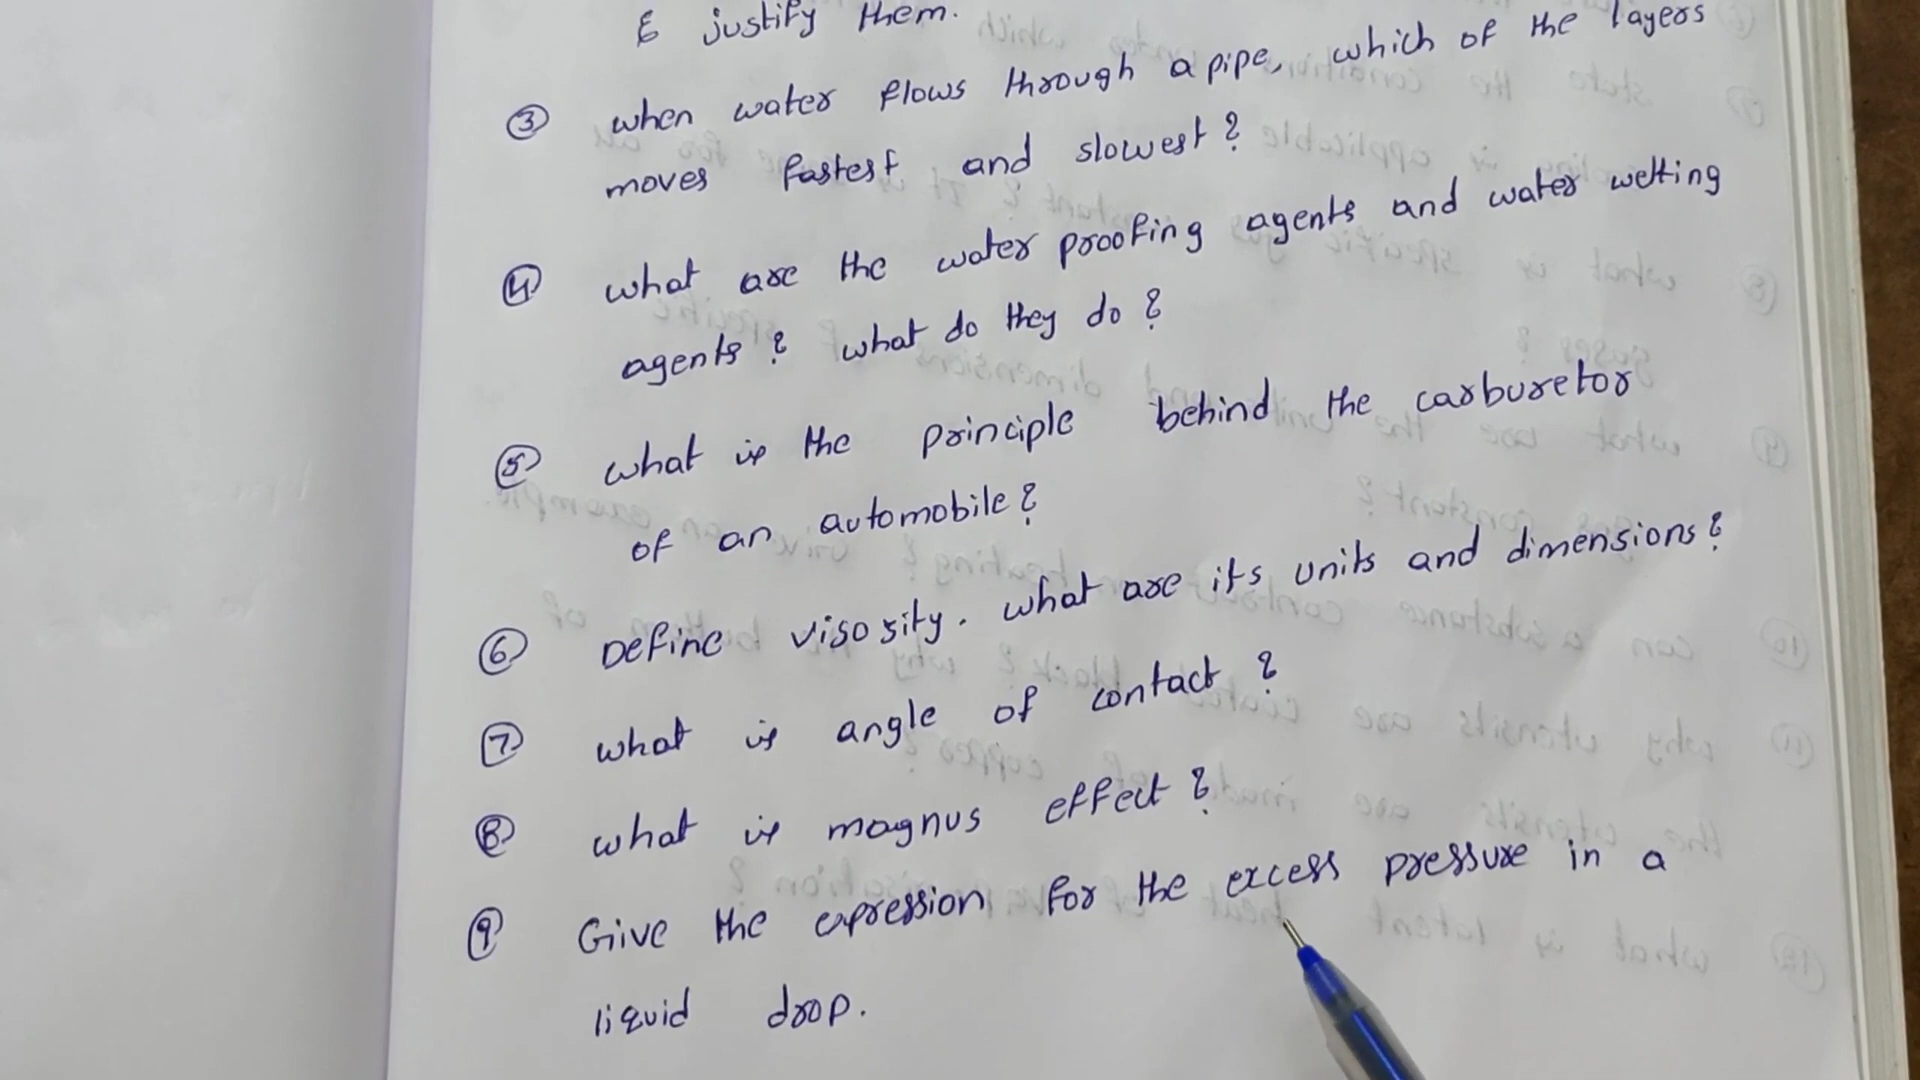 & justify them.
③ when water flows through a pipe, which of the layers
moves fastest and slowest?
④ what are the water proofing agents and water wetting
agents? what do they do?
⑤ what is the principle behind the carburetor
of an automobile?
⑥ Define visosity. what are its units and dimensions?
⑦ what is angle of contact?
⑧ what is magnus effect?
⑨ Give the expression for the excess pressure in a
liquid drop.